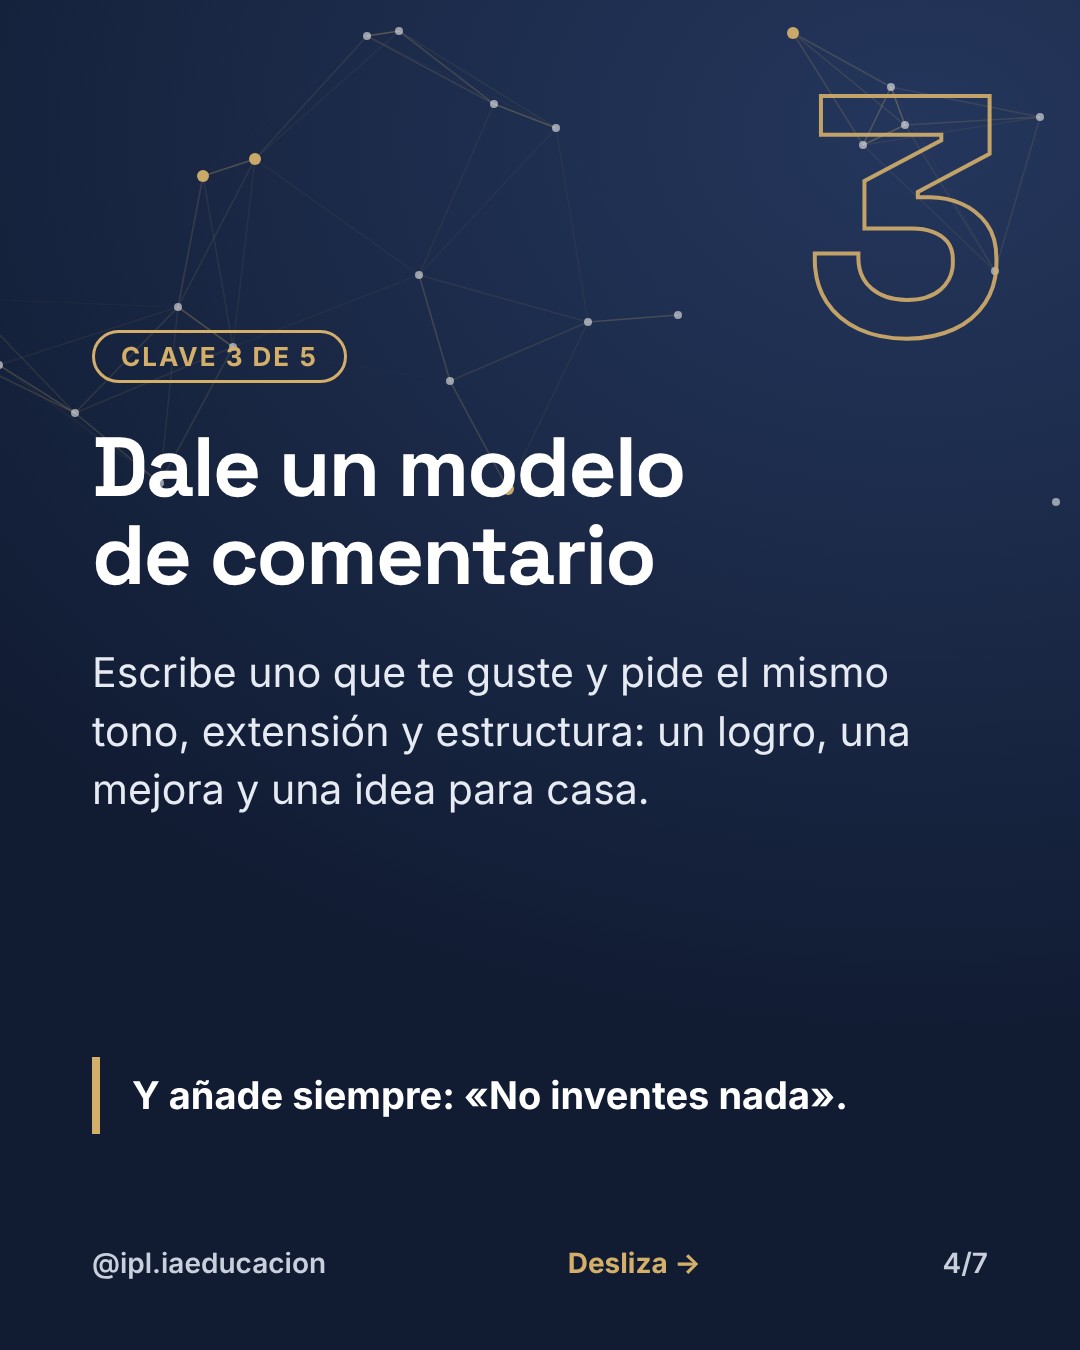 3
CLAVE 3 DE 5
Dale un modelo
de comentario
Escribe uno que te guste y pide el mismo
tono, extensión y estructura: un logro, una
mejora y una idea para casa.
Y añade siempre: «No inventes nada».
@ipl.iaeducacion
Desliza →
4/7